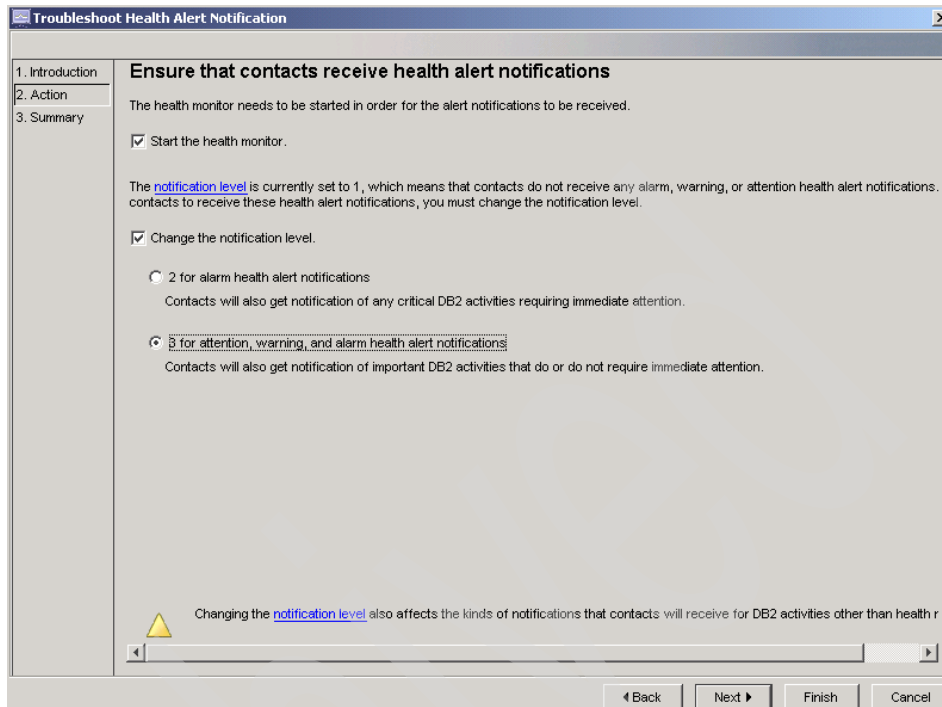 Troubleshoot Health Alert Notification
1. Introduction
2. Action
3. Summary
Ensure that contacts receive health alert notifications
The health monitor needs to be started in order for the alert notifications to be received.
Start the health monitor.
The notification level is currently set to 1, which means that contacts do not receive any alarm, warning, or attention health alert notifications.
contacts to receive these health alert notifications, you must change the notification level.
Change the notification level.
2 for alarm health alert notifications
Contacts will also get notification of any critical DB2 activities requiring immediate attention.
3 for attention, warning, and alarm health alert notifications
Contacts will also get notification of important DB2 activities that do or do not require immediate attention.
Changing the notification level also affects the kinds of notifications that contacts will receive for DB2 activities other than health r
Back
Next
Finish
Cancel